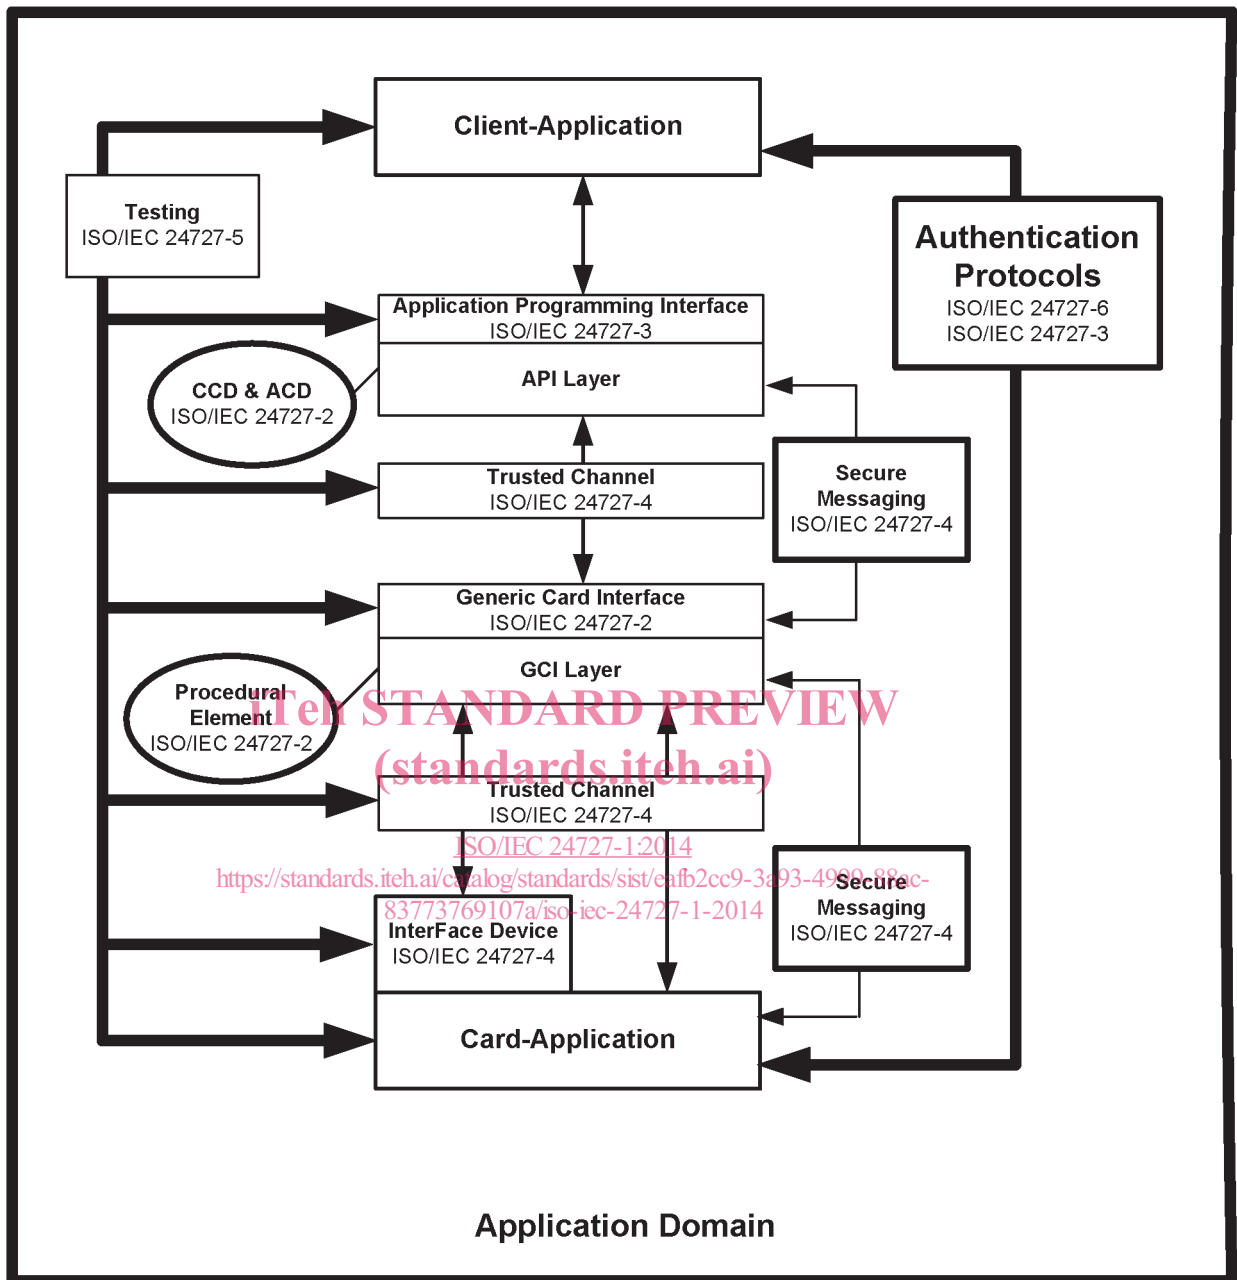 Client-Application
Testing
ISO/IEC 24727-5
Authentication
Protocols
ISO/IEC 24727-6
ISO/IEC 24727-3
Application Programming Interface
ISO/IEC 24727-3
API Layer
CCD & ACD
ISO/IEC 24727-2
Trusted Channel
ISO/IEC 24727-4
Secure
Messaging
ISO/IEC 24727-4
Generic Card Interface
ISO/IEC 24727-2
GCI Layer
Procedural
Element
ISO/IEC 24727-2
iTeh STANDARD PREVIEW
(standards.iteh.ai)
Trusted Channel
ISO/IEC 24727-4
ISO/IEC 24727-1:2014
https://standards.iteh.ai/catalog/standards/sist/eafb2cc9-3a93-4909-88ac-
83773769107a/iso-iec-24727-1-2014
Secure
Messaging
ISO/IEC 24727-4
InterFace Device
ISO/IEC 24727-4
Card-Application
Application Domain